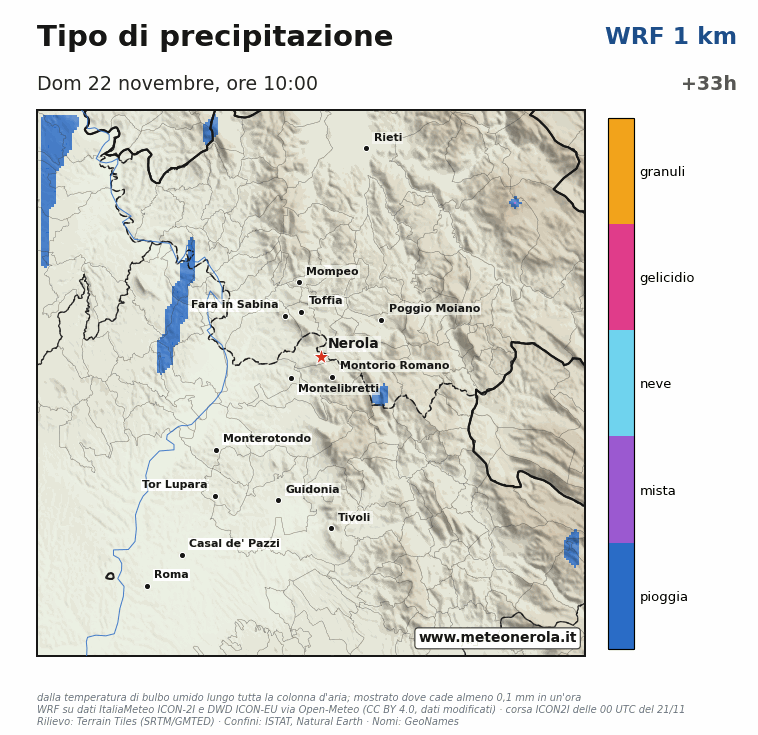 Tipo di precipitazione
WRF 1 km
Dom 22 novembre, ore 10:00
+33h
Rieti
granuli
gelicidio
Mompeo
Toffia
Fara in Sabina
Poggio Moiano
Nerola
Montorio Romano
Montelibretti
neve
Monterotondo
Tor Lupara
Guidonia
mista
Tivoli
Casal de' Pazzi
Roma
pioggia
www.meteonerola.it
dalla temperatura di bulbo umido lungo tutta la colonna d'aria; mostrato dove cade almeno 0,1 mm in un'ora
WRF su dati ItaliaMeteo ICON-2I e DWD ICON-EU via Open-Meteo (CC BY 4.0, dati modificati) · corsa ICON2I delle 00 UTC del 21/11
Rilievo: Terrain Tiles (SRTM/GMTED) · Confini: ISTAT, Natural Earth · Nomi: GeoNames